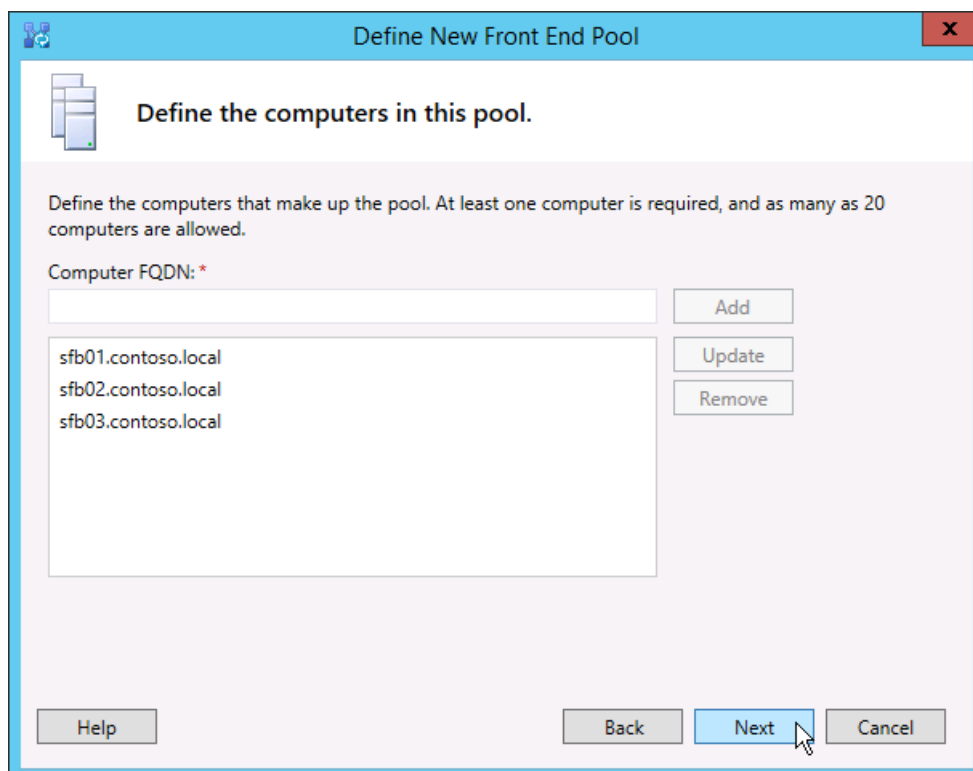 Define New Front End Pool
x
Define the computers in this pool.
Define the computers that make up the pool. At least one computer is required, and as many as 20
computers are allowed.
Computer FQDN: *
Add
sfb01.contoso.local
Update
sfb02.contoso.local
Remove
sfb03.contoso.local
Help
Back
Next
Cancel